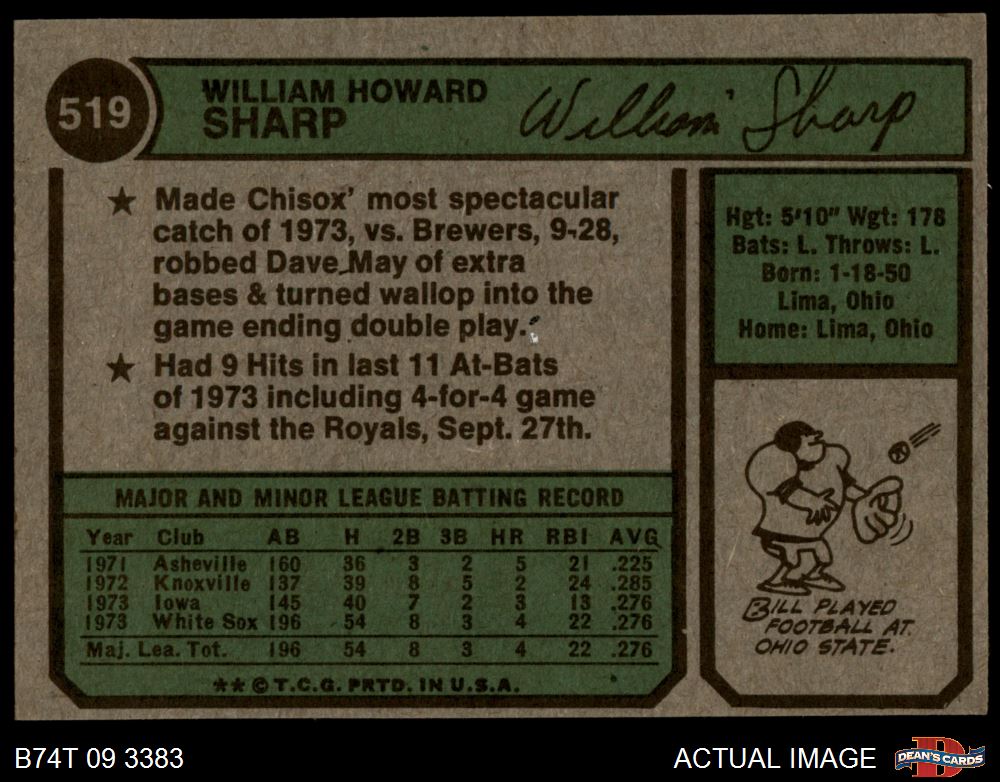 519
WILLIAM HOWARD
SHARP
William Sharp
★ Made Chisox' most spectacular
catch of 1973, vs. Brewers, 9-28,
robbed Dave May of extra
bases & turned wallop into the
game ending double play.
★ Had 9 Hits in last 11 At-Bats
of 1973 including 4-for-4 game
against the Royals, Sept. 27th.
Hgt: 5'10" Wgt: 178
Bats: L. Throws: L.
Born: 1-18-50
Lima, Ohio
Home: Lima, Ohio
MAJOR AND MINOR LEAGUE BATTING RECORD
Year Club AB H 2B 3B HR RBI AVG
1971 Asheville 160 36 3 2 5 21 .225
1972 Knoxville 137 39 8 5 2 24 .285
1973 Iowa 145 40 7 2 3 13 .276
1973 White Sox 196 54 8 3 4 22 .276
Maj. Lea. Tot. 196 54 8 3 4 22 .276
★★ © T.C.G. PRTD. IN U.S.A.
BILL PLAYED
FOOTBALL AT
OHIO STATE.
B74T 09 3383
ACTUAL IMAGE
D
DEAN'S CARDS